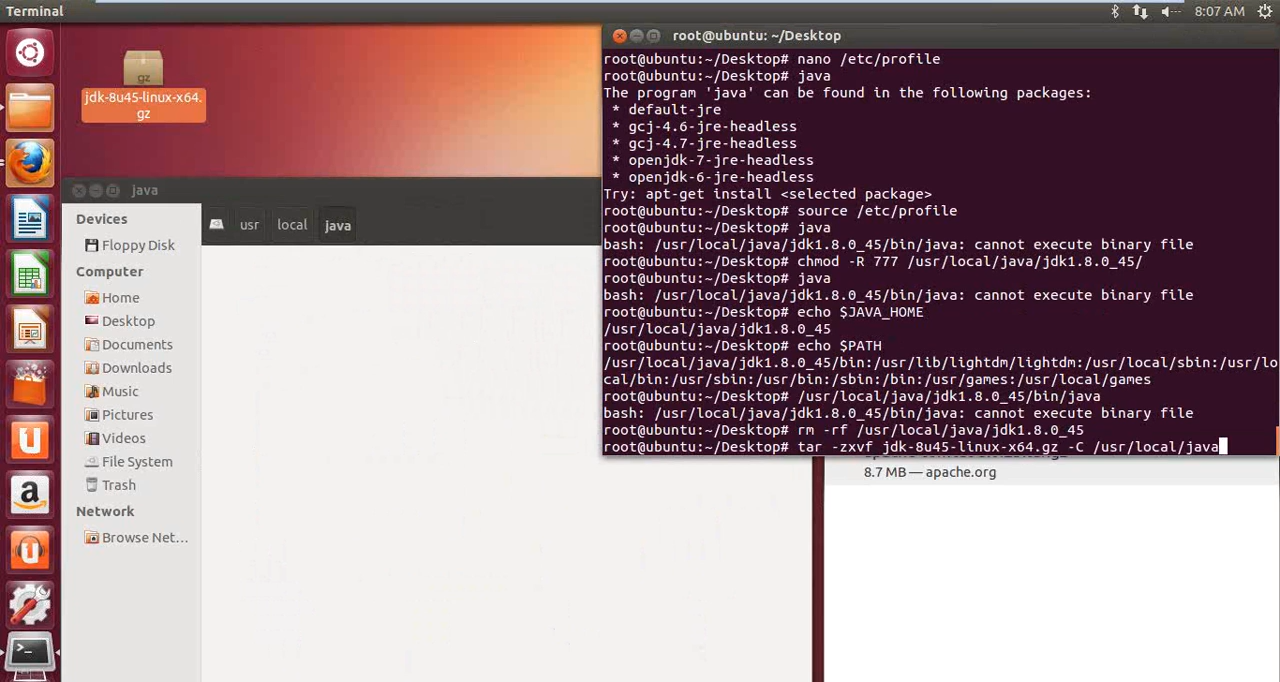 Terminal
8:07 AM
gz
jdk-8u45-linux-x64.
gz
java
Devices
Floppy Disk
Computer
Home
Desktop
Documents
Downloads
Music
Pictures
Videos
File System
Trash
Network
Browse Net...
usr
local
java
root@ubuntu: ~/Desktop
root@ubuntu:~/Desktop# nano /etc/profile
root@ubuntu:~/Desktop# java
The program 'java' can be found in the following packages:
* default-jre
* gcj-4.6-jre-headless
* gcj-4.7-jre-headless
* openjdk-7-jre-headless
* openjdk-6-jre-headless
Try: apt-get install <selected package>
root@ubuntu:~/Desktop# source /etc/profile
root@ubuntu:~/Desktop# java
bash: /usr/local/java/jdk1.8.0_45/bin/java: cannot execute binary file
root@ubuntu:~/Desktop# chmod -R 777 /usr/local/java/jdk1.8.0_45/
root@ubuntu:~/Desktop# java
bash: /usr/local/java/jdk1.8.0_45/bin/java: cannot execute binary file
root@ubuntu:~/Desktop# echo $JAVA_HOME
/usr/local/java/jdk1.8.0_45
root@ubuntu:~/Desktop# echo $PATH
/usr/local/java/jdk1.8.0_45/bin:/usr/lib/lightdm/lightdm:/usr/local/sbin:/usr/lo
cal/bin:/usr/sbin:/usr/bin:/sbin:/bin:/usr/games:/usr/local/games
root@ubuntu:~/Desktop# /usr/local/java/jdk1.8.0_45/bin/java
bash: /usr/local/java/jdk1.8.0_45/bin/java: cannot execute binary file
root@ubuntu:~/Desktop# rm -rf /usr/local/java/jdk1.8.0_45
root@ubuntu:~/Desktop# tar -zxvf jdk-8u45-linux-x64.gz -C /usr/local/java
8.7 MB — apache.org